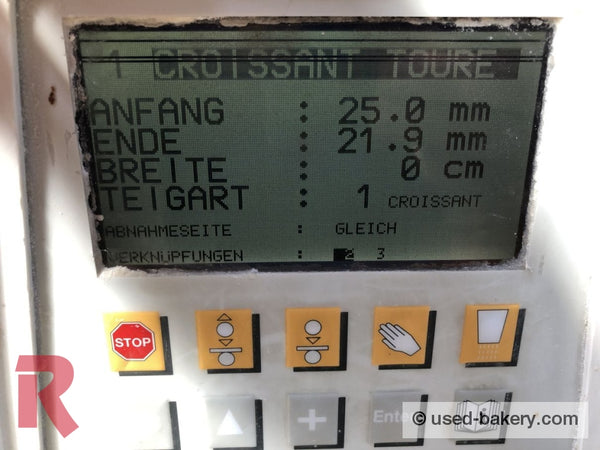 1 CROISSANT TOURE
ANFANG : 25.0 mm
ENDE : 21.9 mm
BREITE : 0 cm
TEIGART : 1 CROISSANT
ABNAHMESEITE : GLEICH
VERKNÜPFUNGEN : 2 3
STOP
Enter
R
© used-bakery.com/